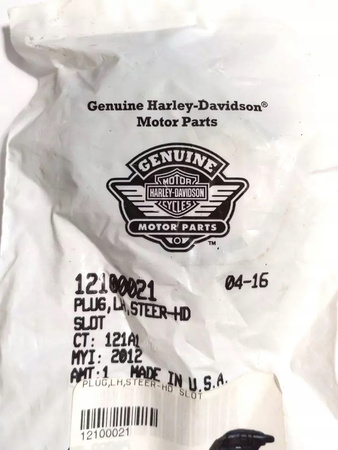 Genuine Harley-Davidson®
Motor Parts
GENUINE
MOTOR
HARLEY-DAVIDSON
CYCLES
MOTOR PARTS
™
12100021 04-16
PLUG,LH,STEER-HD
SLOT
CT: 121A1
MYI: 2012
AMT:1 MADE IN U.S.A.
PLUG,LH,STEER-HD SLOT
12100021